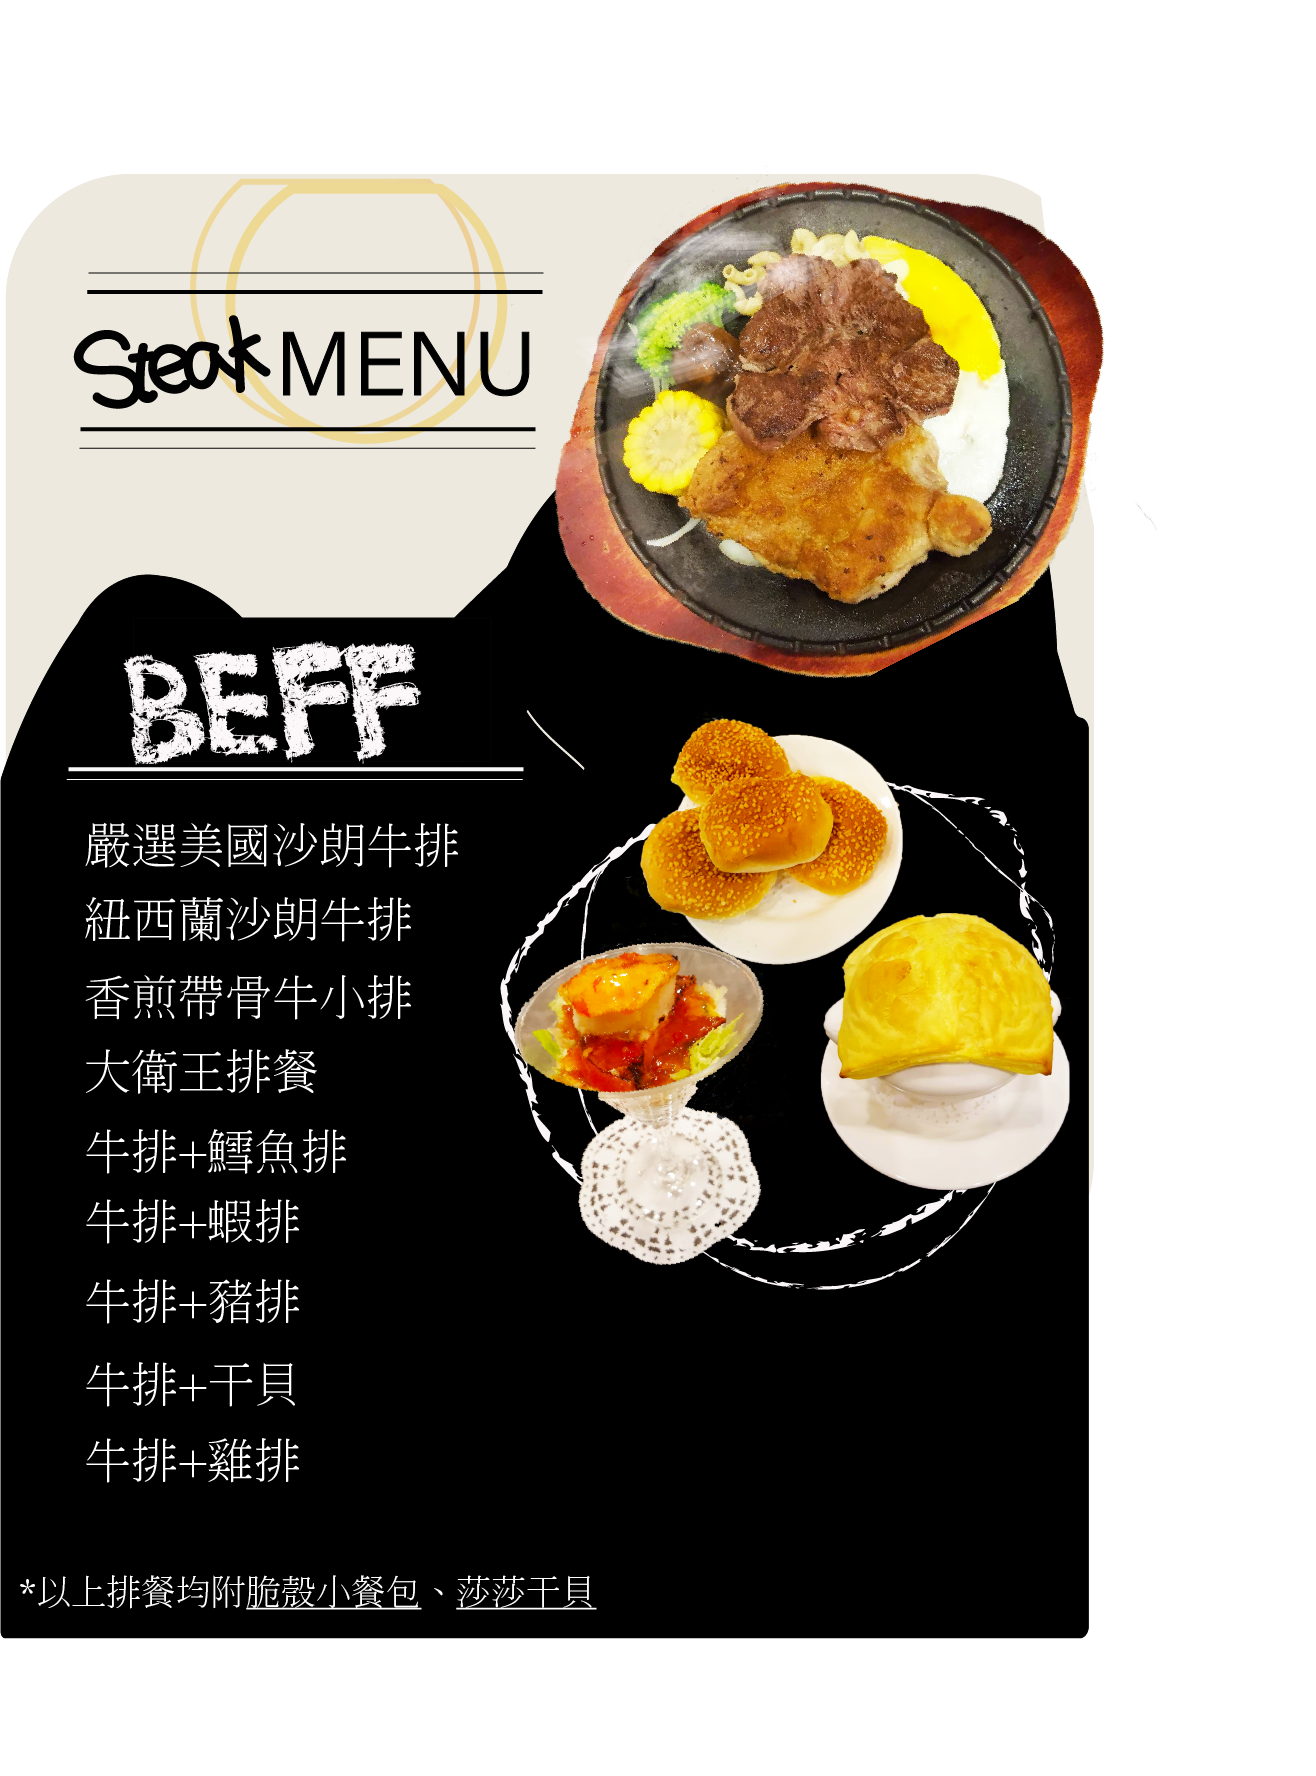 Steak MENU
BEFF
嚴選美國沙朗牛排
紐西蘭沙朗牛排
香煎帶骨牛小排
大衛王排餐
牛排+鱈魚排
牛排+蝦排
牛排+豬排
牛排+干貝
牛排+雞排
*以上排餐均附脆殼小餐包、莎莎干貝